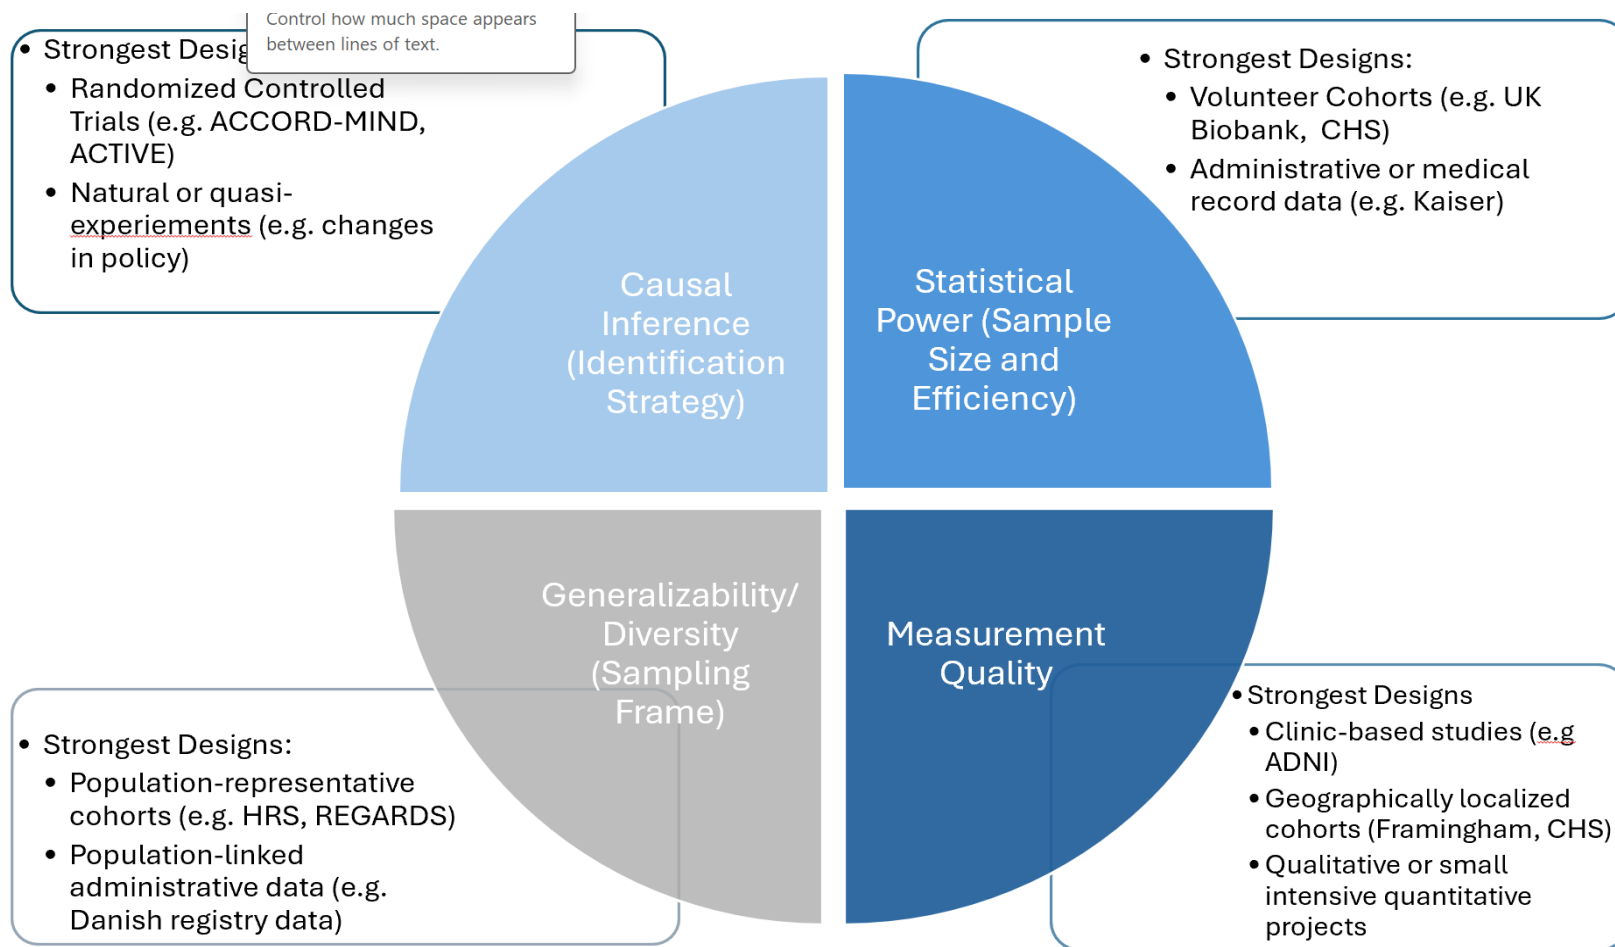 Control how much space appears
between lines of text.
• Strongest Desig
• Randomized Controlled
Trials (e.g. ACCORD-MIND,
ACTIVE)
• Natural or quasi-
experiements (e.g. changes
in policy)
• Strongest Designs:
• Volunteer Cohorts (e.g. UK
Biobank, CHS)
• Administrative or medical
record data (e.g. Kaiser)
Causal
Inference
(Identification
Strategy)
Statistical
Power (Sample
Size and
Efficiency)
Generalizability/
Diversity
(Sampling
Frame)
Measurement
Quality
• Strongest Designs:
• Population-representative
cohorts (e.g. HRS, REGARDS)
• Population-linked
administrative data (e.g.
Danish registry data)
• Strongest Designs
• Clinic-based studies (e.g
ADNI)
• Geographically localized
cohorts (Framingham, CHS)
• Qualitative or small
intensive quantitative
projects